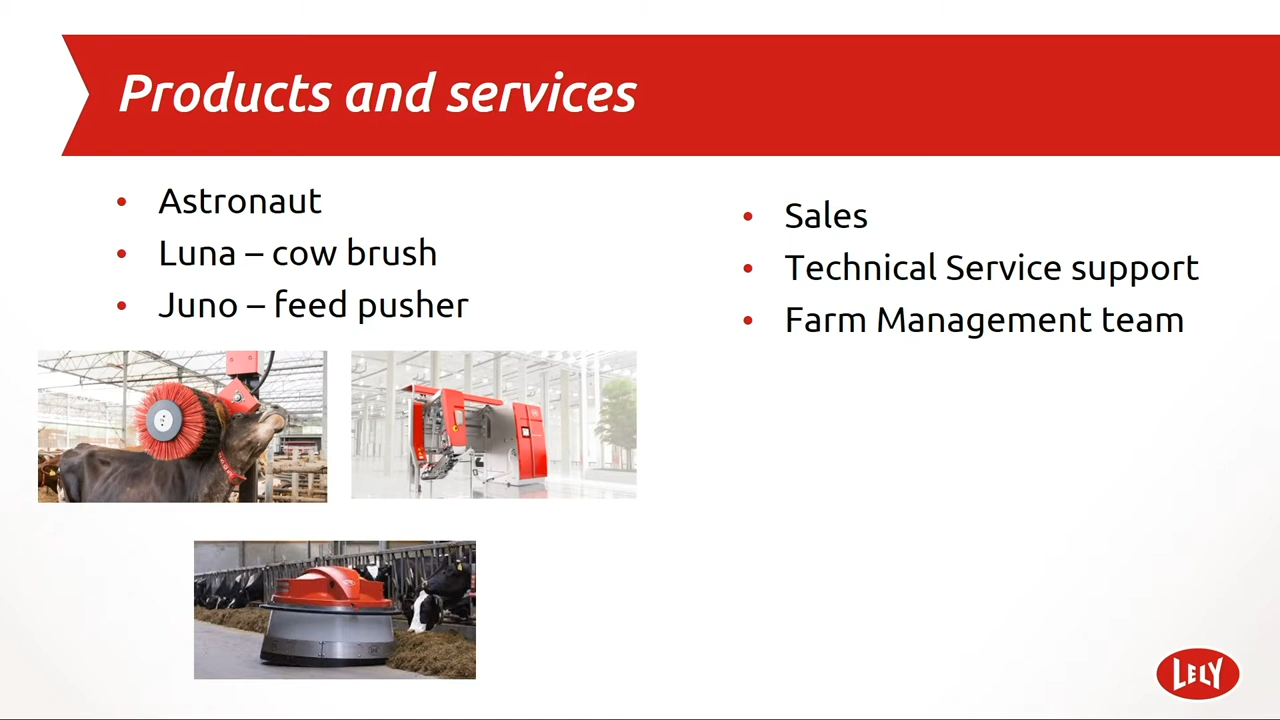 Products and services
• Astronaut
• Luna – cow brush
• Juno – feed pusher
• Sales
• Technical Service support
• Farm Management team
LELY